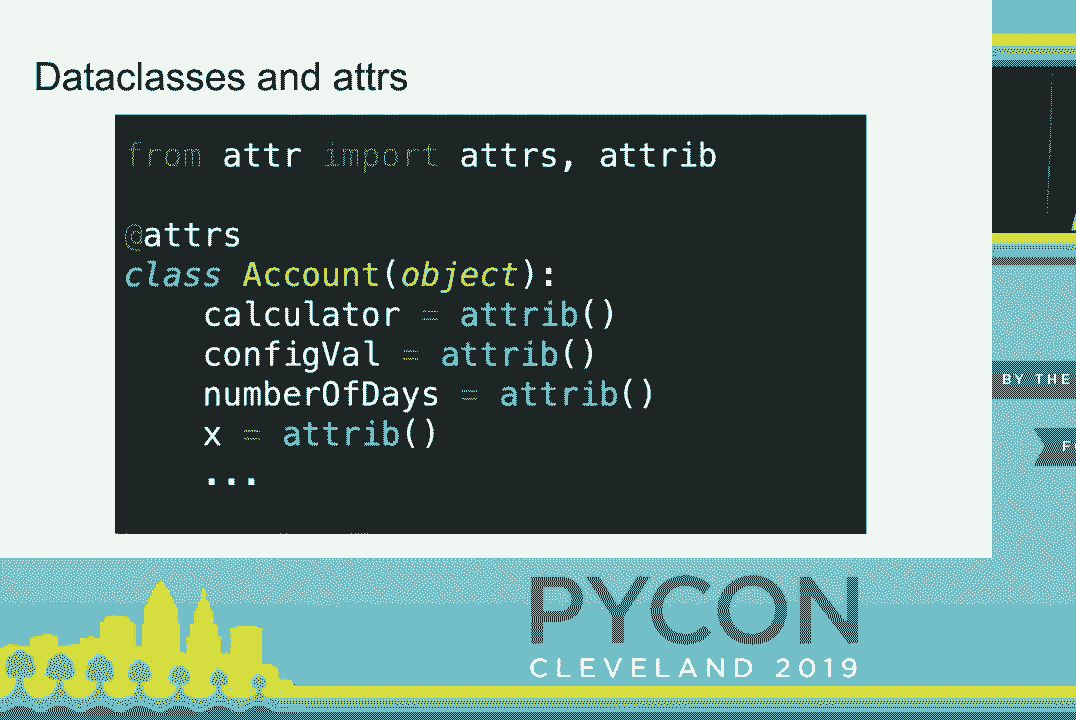 Dataclasses and attrs
from attr import attrs, attrib
@attrs
class Account(object):
    calculator = attrib()
    configVal = attrib()
    numberOfDays = attrib()
    x = attrib()
    ...
BY THE
PYCON
CLEVELAND 2019